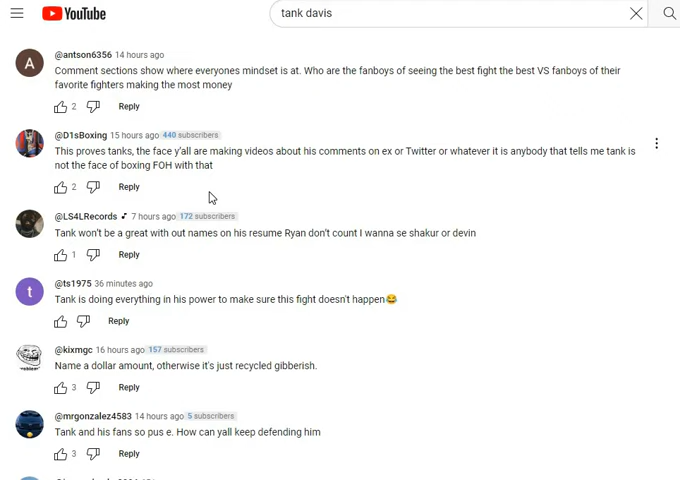 YouTube
tank davis
@antson6356 14 hours ago
Comment sections show where everyones mindset is at. Who are the fanboys of seeing the best fight the best VS fanboys of their
favorite fighters making the most money
2 Reply
@D1sBoxing 15 hours ago 440 subscribers
This proves tanks, the face y'all are making videos about his comments on ex or Twitter or whatever it is anybody that tells me tank is
not the face of boxing FOH with that
2 Reply
@LS4LRecords 7 hours ago 172 subscribers
Tank won't be a great with out names on his resume Ryan don't count I wanna se shakur or devin
1 Reply
@ts1975 36 minutes ago
Tank is doing everything in his power to make sure this fight doesn't happen😂
Reply
@kixmgc 16 hours ago 157 subscribers
Name a dollar amount, otherwise it's just recycled gibberish.
3 Reply
@mrgonzalez4583 14 hours ago 5 subscribers
Tank and his fans so pus e. How can yall keep defending him
3 Reply